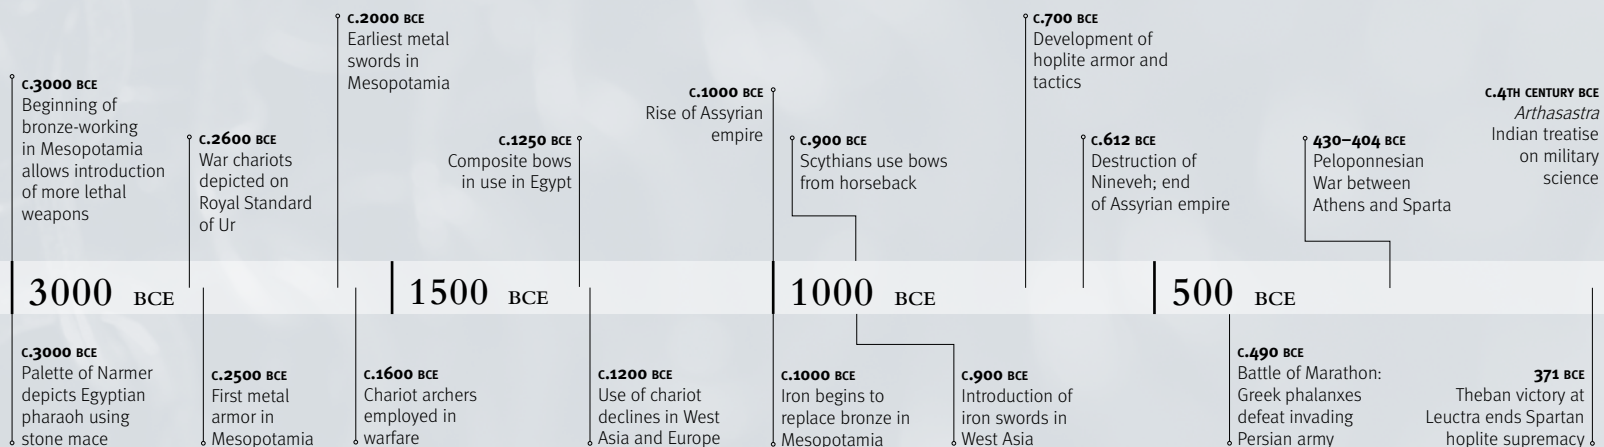 c.3000 BCE
Beginning of
bronze-working
in Mesopotamia
allows introduction
of more lethal
weapons
c.2600 BCE
War chariots
depicted on
Royal Standard
of Ur
c.2000 BCE
Earliest metal
swords in
Mesopotamia
c.1250 BCE
Composite bows
in use in Egypt
c.1000 BCE
Rise of Assyrian
empire
c.900 BCE
Scythians use bows
from horseback
c.700 BCE
Development of
hoplite armor and
tactics
c.612 BCE
Destruction of
Nineveh; end
of Assyrian empire
430–404 BCE
Peloponnesian
War between
Athens and Sparta
c.4TH CENTURY BCE
Arthasastra
Indian treatise
on military
science
3000 BCE
1500 BCE
1000 BCE
500 BCE
c.3000 BCE
Palette of Narmer
depicts Egyptian
pharaoh using
stone mace
c.2500 BCE
First metal
armor in
Mesopotamia
c.1600 BCE
Chariot archers
employed in
warfare
c.1200 BCE
Use of chariot
declines in West
Asia and Europe
c.1000 BCE
Iron begins to
replace bronze in
Mesopotamia
c.900 BCE
Introduction of
iron swords in
West Asia
c.490 BCE
Battle of Marathon:
Greek phalanxes
defeat invading
Persian army
371 BCE
Theban victory at
Leuctra ends Spartan
hoplite supremacy